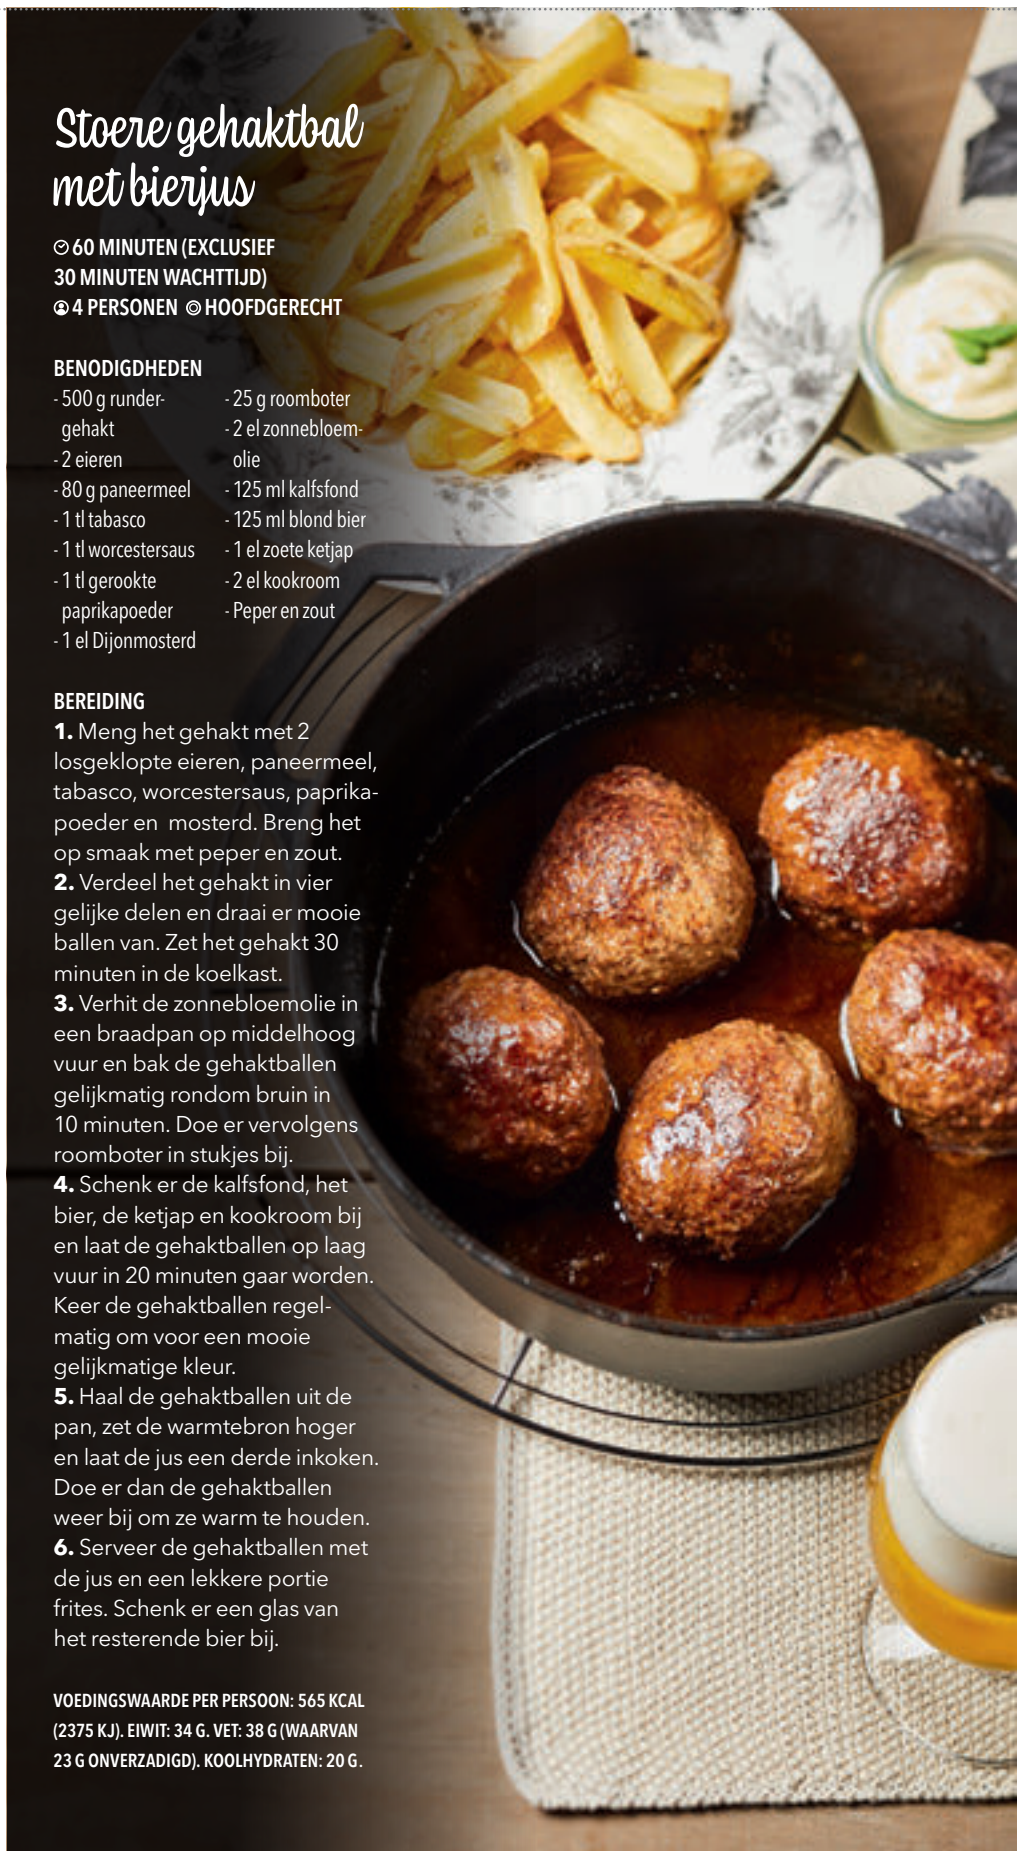 Stoere gehaktbal
met bierjus
60 MINUTEN (EXCLUSIEF
30 MINUTEN WACHTTIJD)
4 PERSONEN HOOFDGERECHT
BENODIGDHEDEN
- 500 g runder-
gehakt
- 2 eieren
- 80 g paneermeel
- 1 tl tabasco
- 1 tl worcestersaus
- 1 tl gerookte
paprikapoeder
- 1 el Dijonmosterd
- 25 g roomboter
- 2 el zonnebloem-
olie
- 125 ml kalfsfond
- 125 ml blond bier
- 1 el zoete ketjap
- 2 el kookroom
- Peper en zout
BEREIDING
1. Meng het gehakt met 2
losgeklopte eieren, paneermeel,
tabasco, worcestersaus, paprika-
poeder en mosterd. Breng het
op smaak met peper en zout.
2. Verdeel het gehakt in vier
gelijke delen en draai er mooie
ballen van. Zet het gehakt 30
minuten in de koelkast.
3. Verhit de zonnebloemolie in
een braadpan op middelhoog
vuur en bak de gehaktballen
gelijkmatig rondom bruin in
10 minuten. Doe er vervolgens
roomboter in stukjes bij.
4. Schenk er de kalfsfond, het
bier, de ketjap en kookroom bij
en laat de gehaktballen op laag
vuur in 20 minuten gaar worden.
Keer de gehaktballen regel-
matig om voor een mooie
gelijkmatige kleur.
5. Haal de gehaktballen uit de
pan, zet de warmtebron hoger
en laat de jus een derde inkoken.
Doe er dan de gehaktballen
weer bij om ze warm te houden.
6. Serveer de gehaktballen met
de jus en een lekkere portie
frites. Schenk er een glas van
het resterende bier bij.
VOEDINGSWAARDE PER PERSOON: 565 KCAL
(2375 KJ). EIWIT: 34 G. VET: 38 G (WAARVAN
23 G ONVERZADIGD). KOOLHYDRATEN: 20 G.